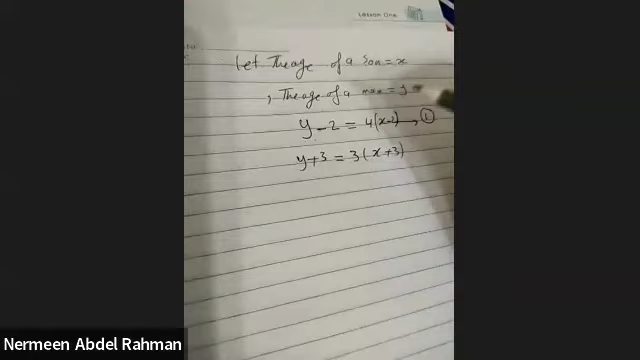 Lesson One
Let The age of a Son = x
, The age of a man = y
y - 2 = 4(x-2) , ①
y+3 = 3(x+3)
Nermeen Abdel Rahman